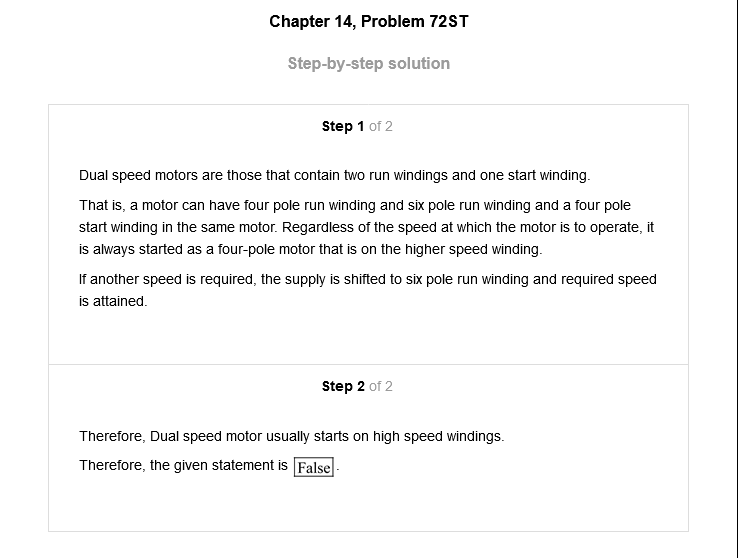 Chapter 14, Problem 72ST
Step-by-step solution
Step 1 of 2
Dual speed motors are those that contain two run windings and one start winding.
That is, a motor can have four pole run winding and six pole run winding and a four pole
start winding in the same motor. Regardless of the speed at which the motor is to operate, it
is always started as a four-pole motor that is on the higher speed winding.
If another speed is required, the supply is shifted to six pole run winding and required speed
is attained.
Step 2 of 2
Therefore, Dual speed motor usually starts on high speed windings.
Therefore, the given statement is False.